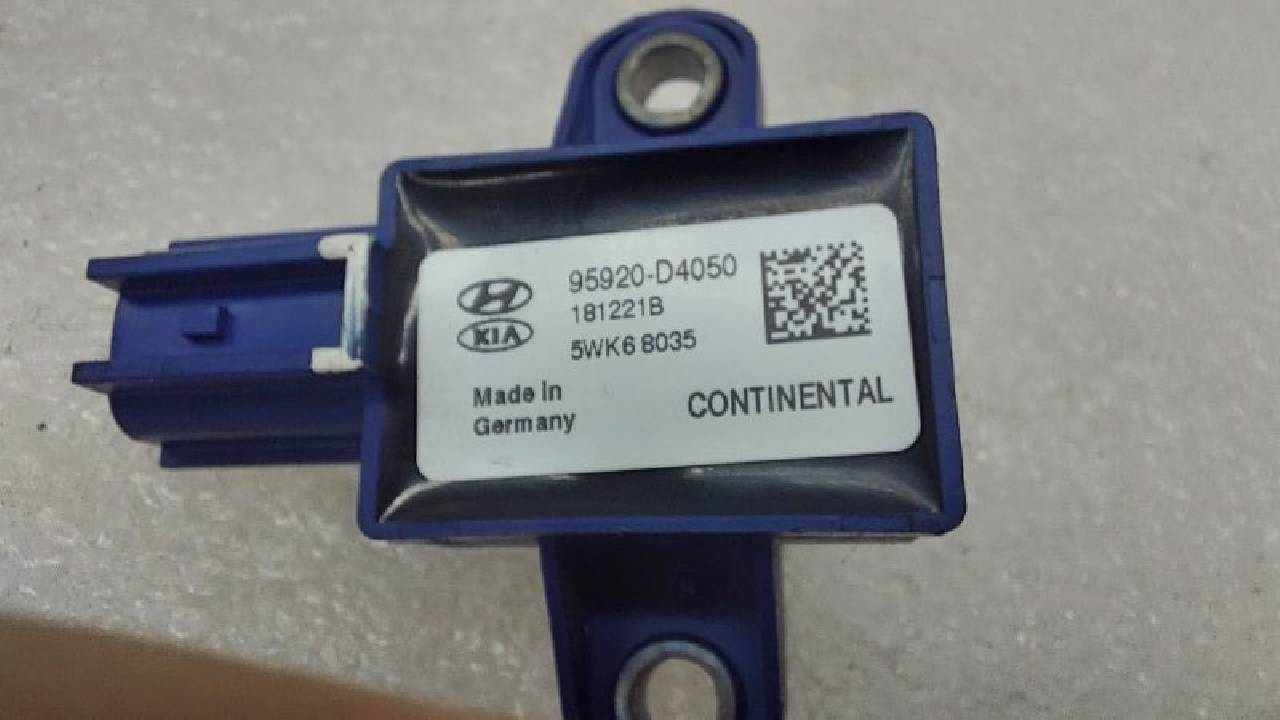 95920-D4050
181221B
KIA
5WK6 8035
Made in
Germany
CONTINENTAL